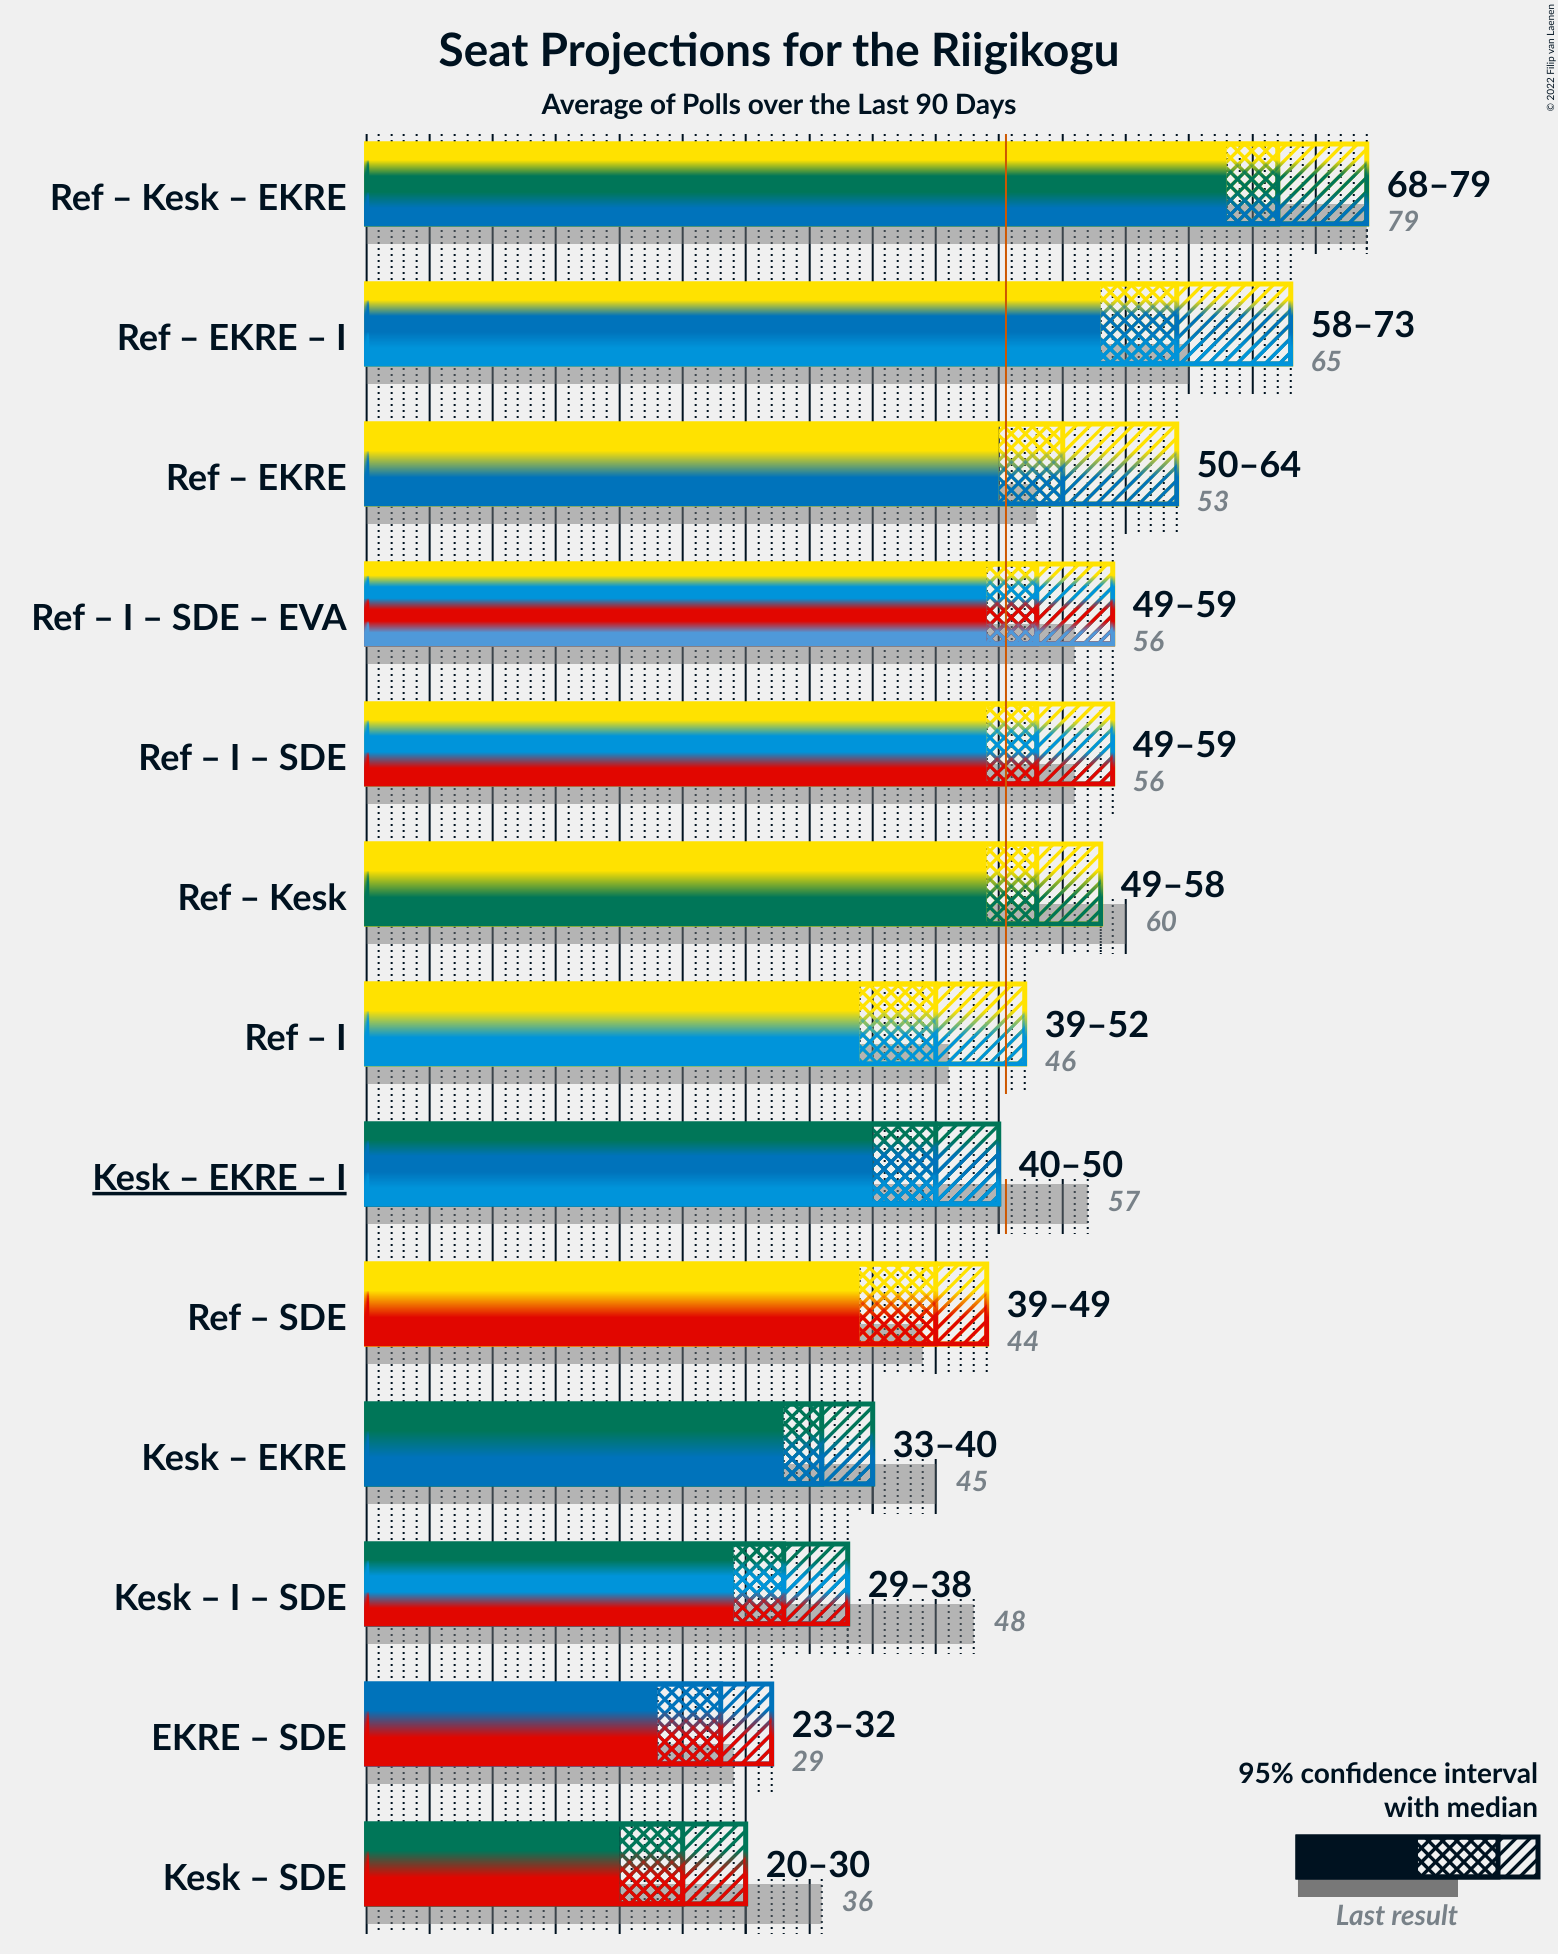 Seat Projections for the Riigikogu
Average of Polls over the Last 90 Days
© 2022 Filip van Laenen
Ref – Kesk – EKRE
68–79
79
Ref – EKRE – I
58–73
65
Ref – EKRE
50–64
53
Ref – I – SDE – EVA
49–59
56
Ref – I – SDE
49–59
56
Ref – Kesk
49–58
60
Ref – I
39–52
46
Kesk – EKRE – I
40–50
57
Ref – SDE
39–49
44
Kesk – EKRE
33–40
45
Kesk – I – SDE
29–38
48
EKRE – SDE
23–32
29
Kesk – SDE
20–30
36
95% confidence interval
with median
Last result